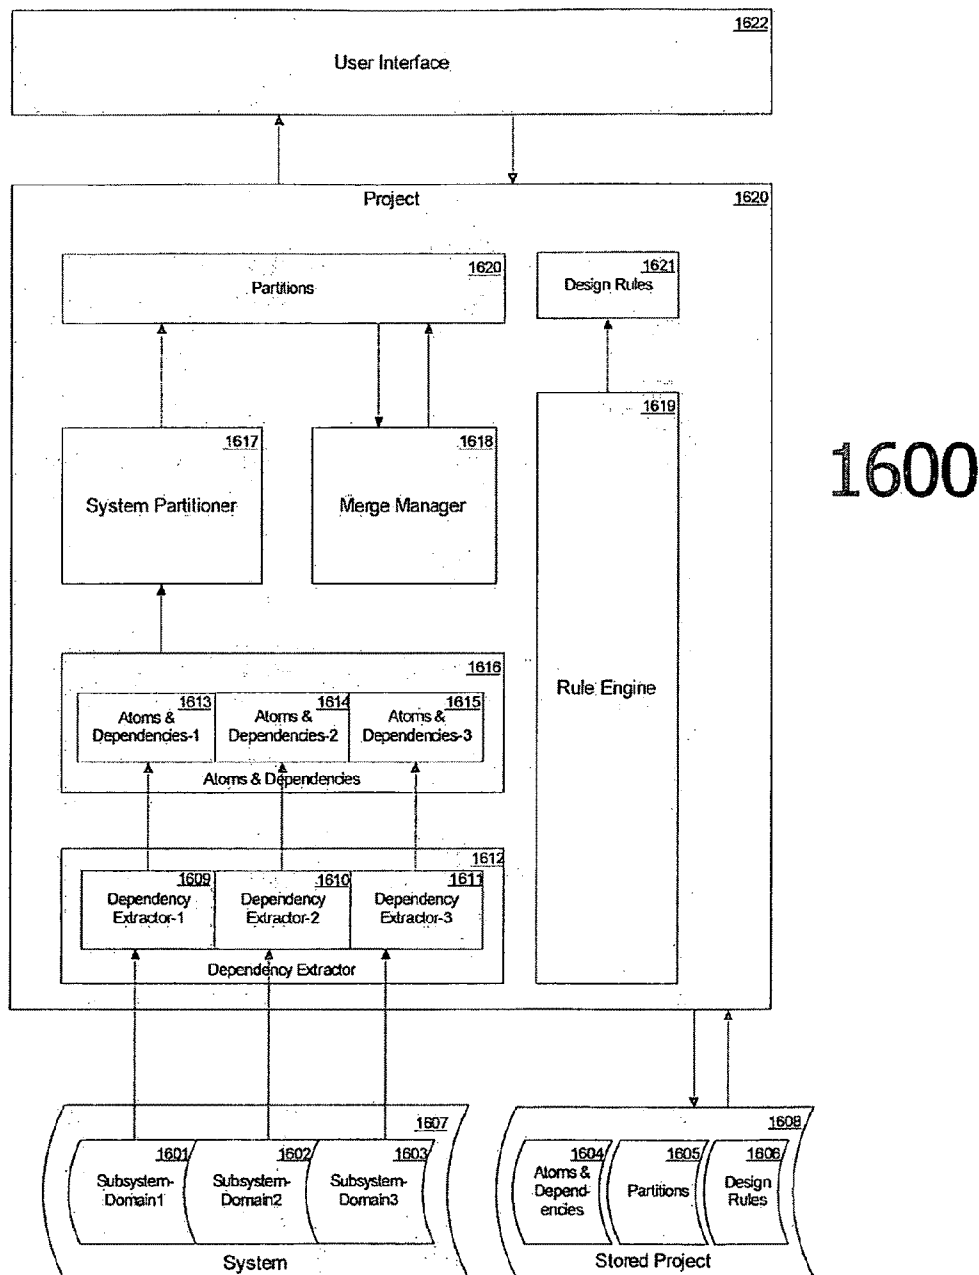 1622
User Interface
Project
1620
1620
Partitions
1621
Design Rules
1617
System Partitioner
1618
Merge Manager
1619
Rule Engine
1600
1616
1613
Atoms &
Dependencies-1
1614
Atoms &
Dependencies-2
1615
Atoms &
Dependencies-3
Atoms & Dependencies
1612
1609
Dependency
Extractor-1
1610
Dependency
Extractor-2
1611
Dependency
Extractor-3
Dependency Extractor
1607
1601
Subsystem-
Domain1
1602
Subsystem-
Domain2
1603
Subsystem-
Domain3
System
1608
1604
Atoms &
Depend-
encies
1605
Partitions
1606
Design
Rules
Stored Project